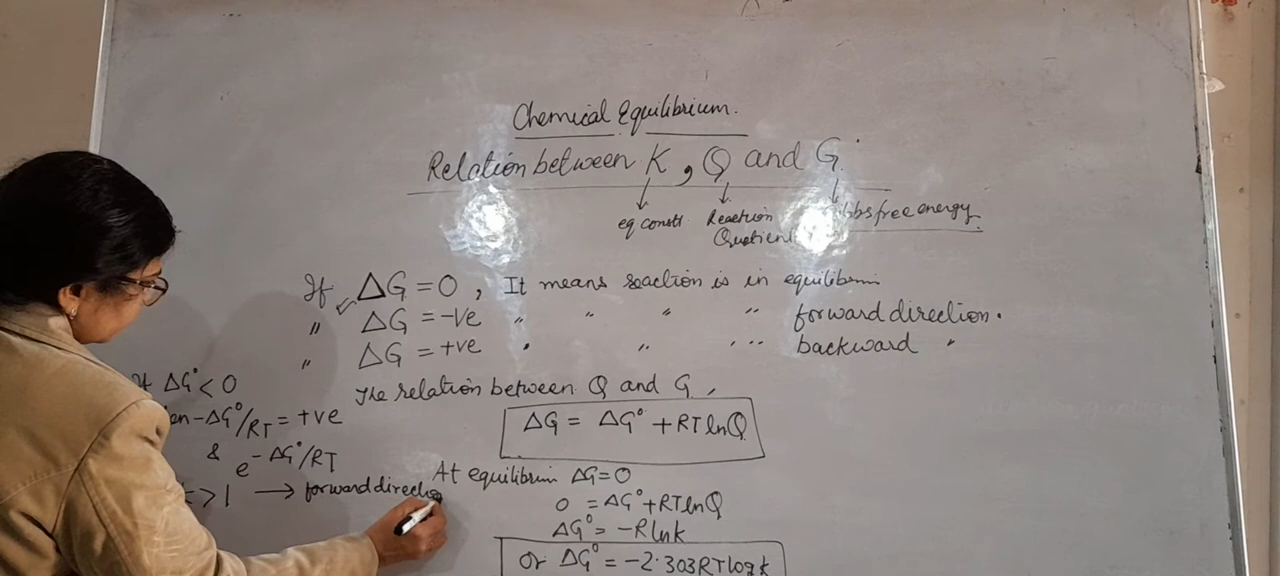 Chemical Equilibrium.
Relation between K, Q and G.
eq constt Reaction Quotient ibbs free energy
If ΔG = 0, It means reaction is in equilibrium
" ΔG = -ve " " " " forward direction.
" ΔG = +ve " " " backward "
The relation between Q and G,
ΔG = ΔG° + RT ln Q
At equilibrium ΔG = 0
0 = ΔG° + RT ln Q
ΔG° = -R ln k
Or ΔG° = -2.303 RT log k
If ΔG° < 0
en -ΔG°/RT = +ve
& e^-ΔG°/RT
> 1 → forward directio